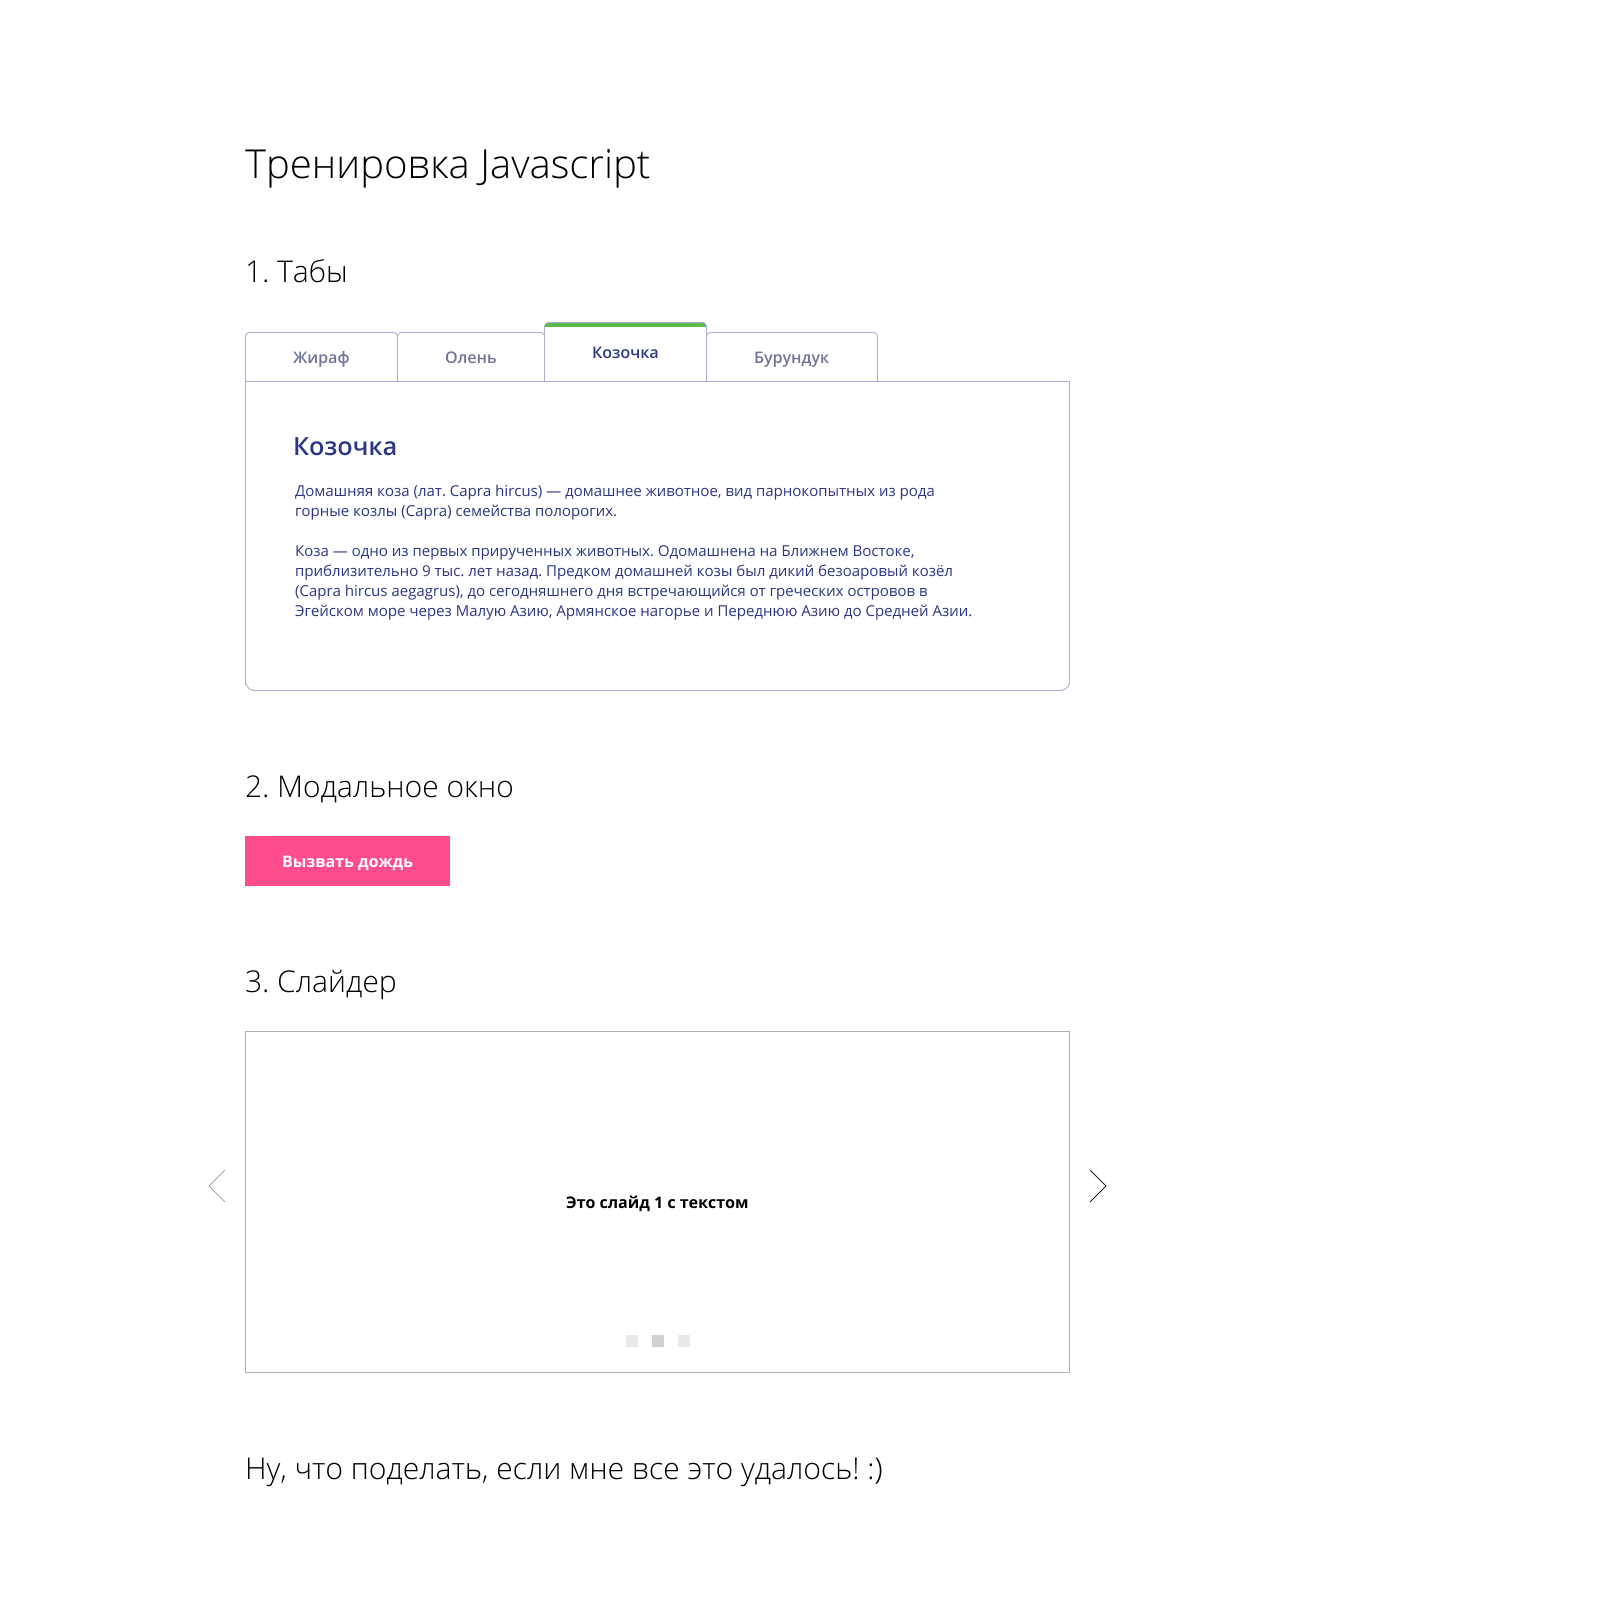 Тренировка Javascript
1. Табы
Жираф
Олень
Козочка
Бурундук
Козочка
Домашняя коза (лат. Capra hircus) — домашнее животное, вид парнокопытных из рода
горные козлы (Capra) семейства полорогих.
Коза — одно из первых прирученных животных. Одомашнена на Ближнем Востоке,
приблизительно 9 тыс. лет назад. Предком домашней козы был дикий безоаровый козёл
(Capra hircus aegagrus), до сегодняшнего дня встречающийся от греческих островов в
Эгейском море через Малую Азию, Армянское нагорье и Переднюю Азию до Средней Азии.
2. Модальное окно
Вызвать дождь
3. Слайдер
Это слайд 1 с текстом
Ну, что поделать, если мне все это удалось! :)